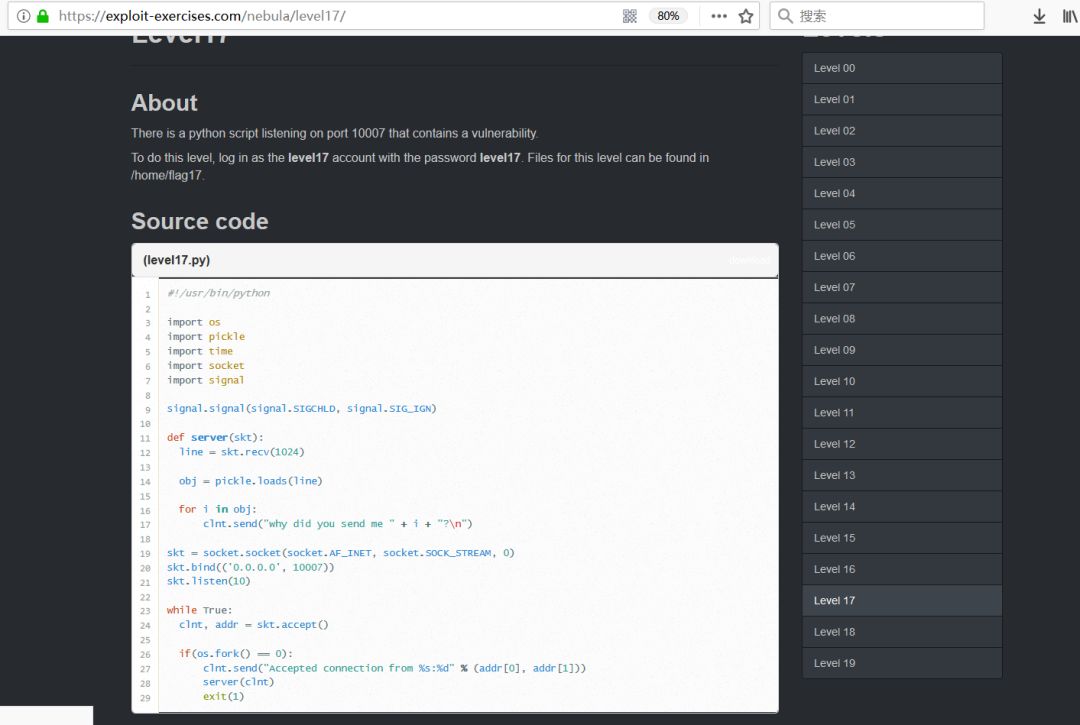 https://exploit-exercises.com/nebula/level17/
80%
搜索
Level17
About
There is a python script listening on port 10007 that contains a vulnerability.
To do this level, log in as the level17 account with the password level17. Files for this level can be found in
/home/flag17.
Source code
(level17.py)
download
1 #!/usr/bin/python
2
3 import os
4 import pickle
5 import time
6 import socket
7 import signal
8
9 signal.signal(signal.SIGCHLD, signal.SIG_IGN)
10
11 def server(skt):
12 line = skt.recv(1024)
13
14 obj = pickle.loads(line)
15
16 for i in obj:
17 clnt.send("why did you send me " + i + "?\n")
18
19 skt = socket.socket(socket.AF_INET, socket.SOCK_STREAM, 0)
20 skt.bind(('0.0.0.0', 10007))
21 skt.listen(10)
22
23 while True:
24 clnt, addr = skt.accept()
25
26 if(os.fork() == 0):
27 clnt.send("Accepted connection from %s:%d" % (addr[0], addr[1]))
28 server(clnt)
29 exit(1)
Levels
Level 00
Level 01
Level 02
Level 03
Level 04
Level 05
Level 06
Level 07
Level 08
Level 09
Level 10
Level 11
Level 12
Level 13
Level 14
Level 15
Level 16
Level 17
Level 18
Level 19